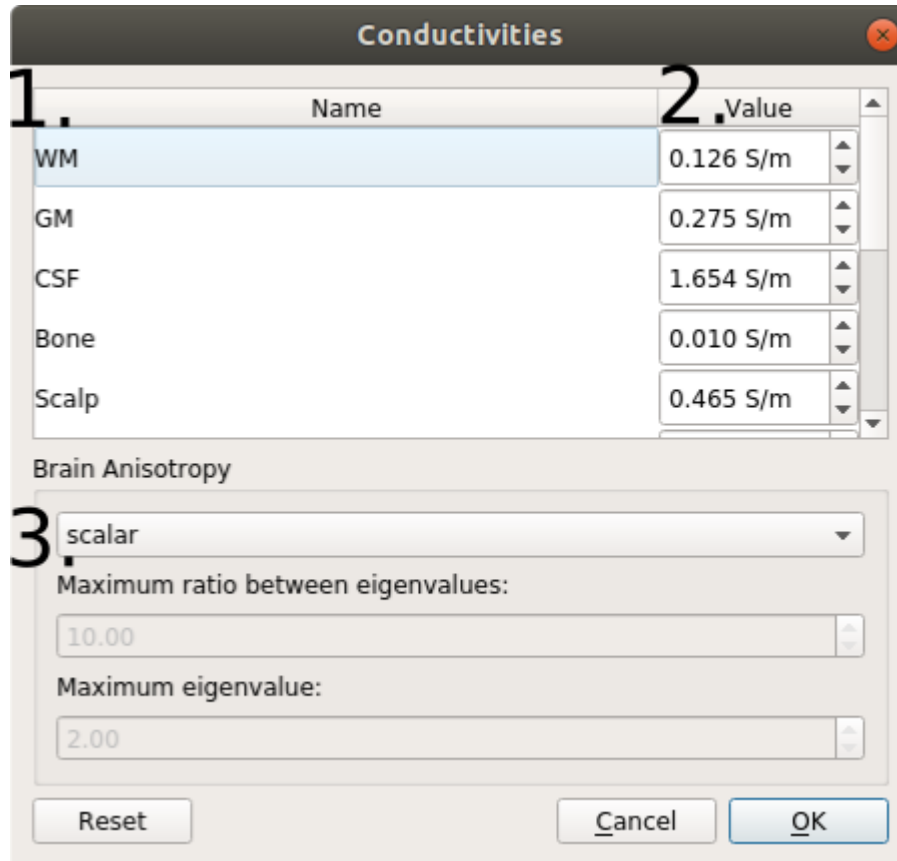 Conductivities
1. Name 2. Value
WM 0.126 S/m
GM 0.275 S/m
CSF 1.654 S/m
Bone 0.010 S/m
Scalp 0.465 S/m
Brain Anisotropy
3. scalar
Maximum ratio between eigenvalues:
10.00
Maximum eigenvalue:
2.00
Reset Cancel OK